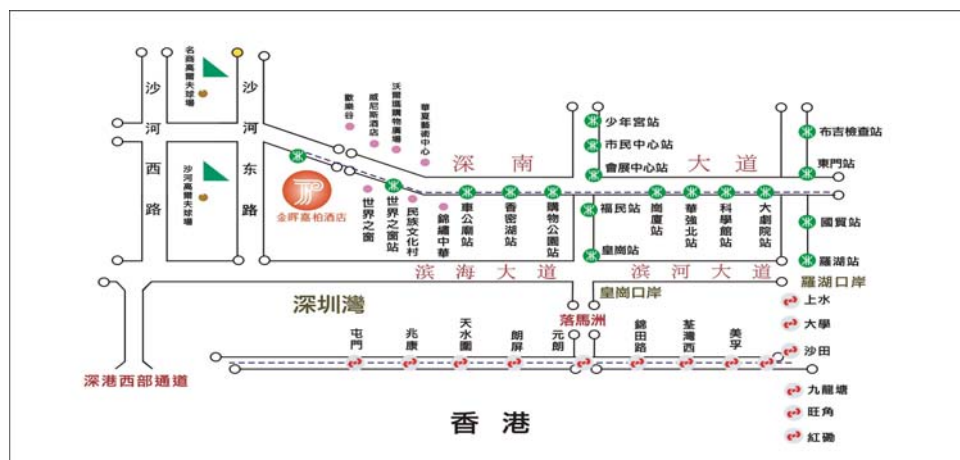 沙河西路
名商高爾夫球場
沙河东路
沙河高爾夫球場
歡樂谷
威尼斯酒店
沃爾瑪購物廣場
華夏藝術中心
深南大道
少年宮站
市民中心站
會展中心站
布吉檢查站
東門站
金暉嘉柏酒店
世界之窗
世界之窗站
民族文化村
錦繡中華
車公廟站
香密湖站
購物公園站
福民站
崗廈站
華強北站
科學館站
大劇院站
國貿站
皇崗站
羅湖站
滨海大道
滨河大道
深圳灣
皇崗口岸
羅湖口岸
落馬洲
上水
大學
沙田
屯門
兆康
天水圍
朗屏
元朗
錦田路
荃灣西
美孚
深港西部通道
九龍塘
旺角
紅磡
香港